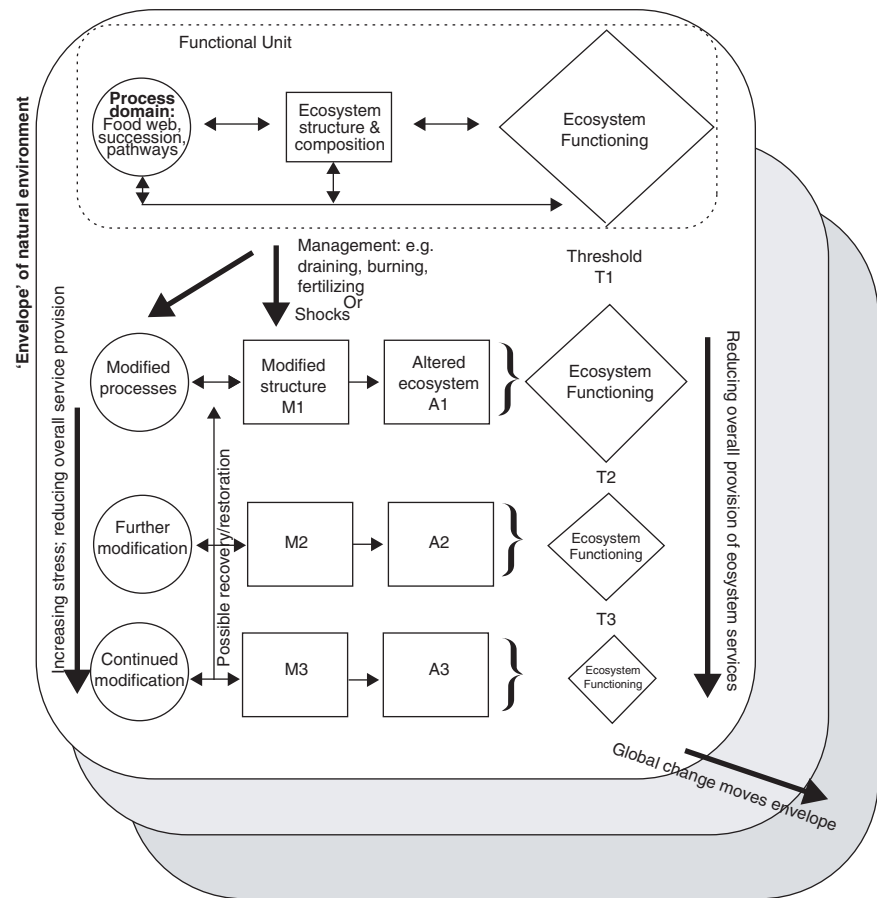 'Envelope' of natural environment
Functional Unit
Process
domain:
Food web,
succession,
pathways
Ecosystem
structure &
composition
Ecosystem
Functioning
Management: e.g.
draining, burning,
fertilizing
Or
Shocks
Threshold
T1
Modified
processes
Modified
structure
M1
Altered
ecosystem
A1
}
Ecosystem
Functioning
T2
Further
modification
M2
A2
}
Ecosystem
Functioning
T3
Continued
modification
M3
A3
}
Ecosystem
Functioning
Increasing stress; reducing overall service provision
Possible recovery/restoration
Reducing overall provision of eosystem services
Global change moves envelope